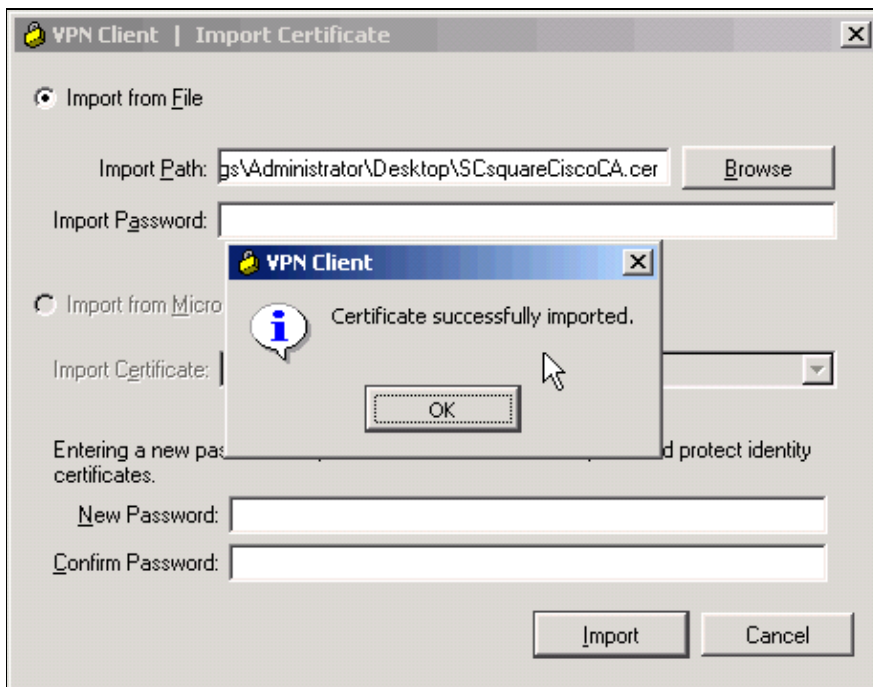 VPN Client | Import Certificate
Import from File
Import Path: gs\Administrator\Desktop\SCsquareCiscoCA.cer Browse
Import Password:
VPN Client
Import from Micro
Certificate successfully imported.
Import Certificate:
OK
Entering a new pas d protect identity
certificates.
New Password:
Confirm Password:
Import Cancel